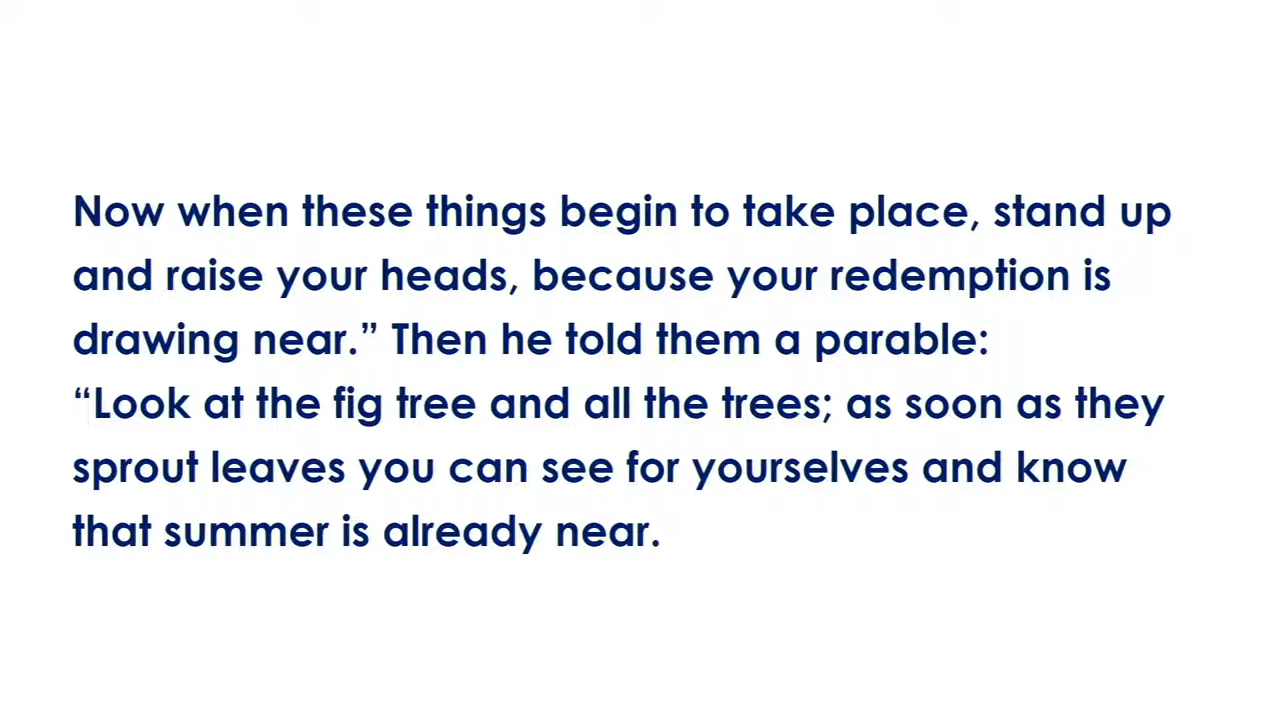 Now when these things begin to take place, stand up
and raise your heads, because your redemption is
drawing near.” Then he told them a parable:
“Look at the fig tree and all the trees; as soon as they
sprout leaves you can see for yourselves and know
that summer is already near.